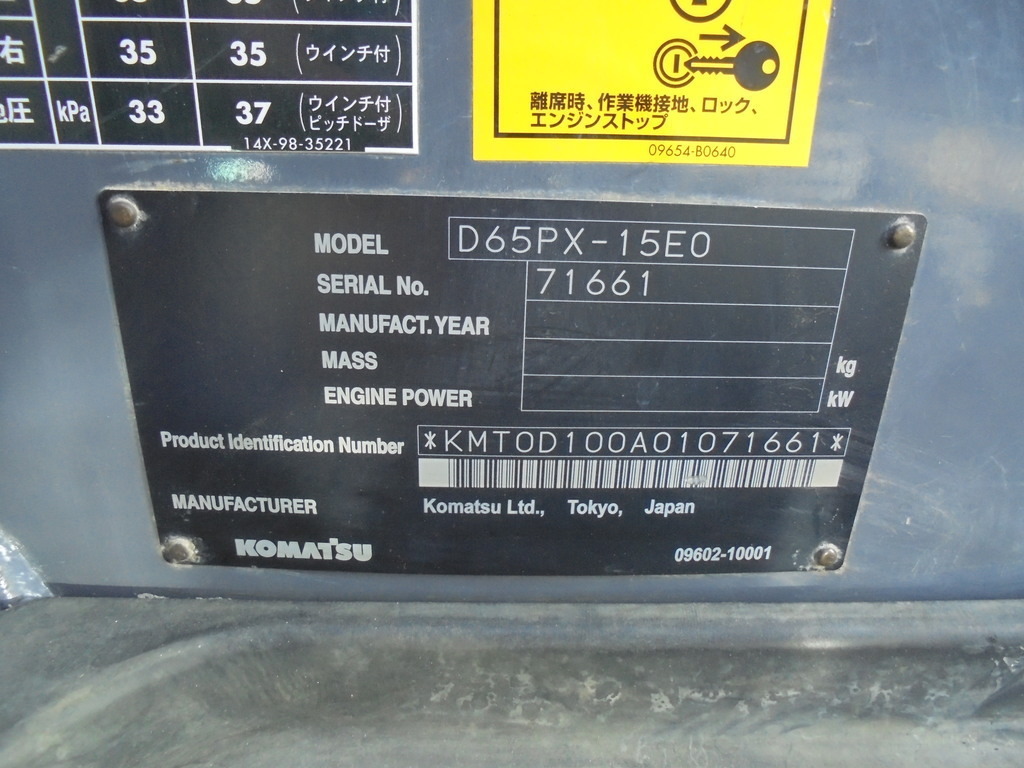 右 35 35 (ウインチ付)
圧 kPa 33 37 (ウインチ付
ピッチドーザ)
14X-98-35221
離席時、作業機接地、ロック、
エンジンストップ
09654-B0640
MODEL D65PX-15E0
SERIAL No. 71661
MANUFACT.YEAR
MASS kg
ENGINE POWER kW
Product Identification Number *KMT0D100A01071661*
MANUFACTURER Komatsu Ltd., Tokyo, Japan
KOMATSU 09602-10001